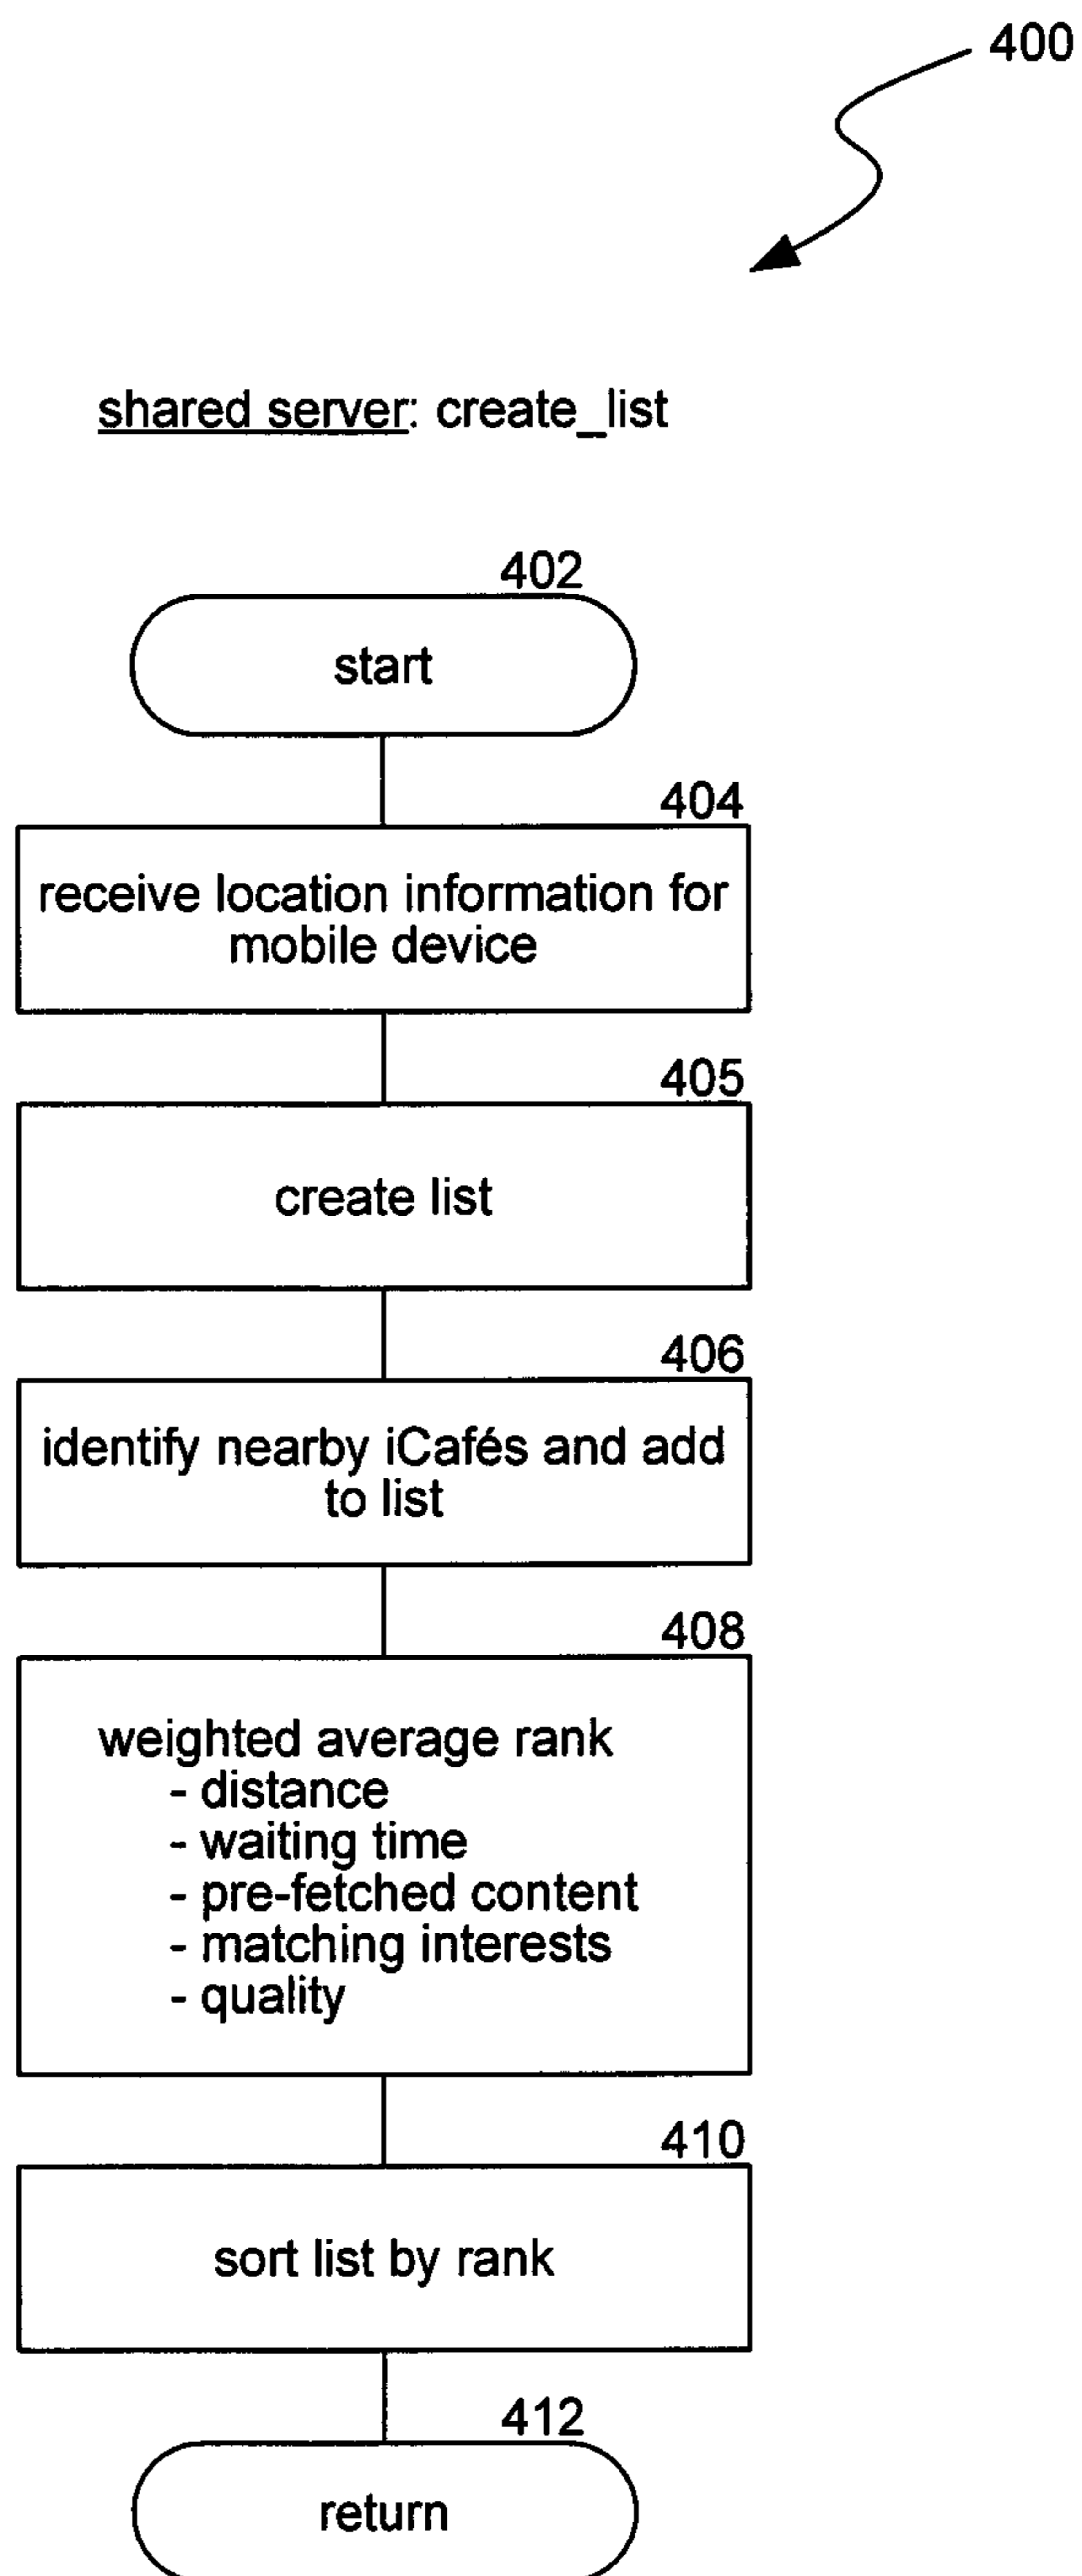 400
shared server: create_list
402
start
404
receive location information for
mobile device
405
create list
406
identify nearby iCafés and add
to list
408
weighted average rank
- distance
- waiting time
- pre-fetched content
- matching interests
- quality
410
sort list by rank
412
return